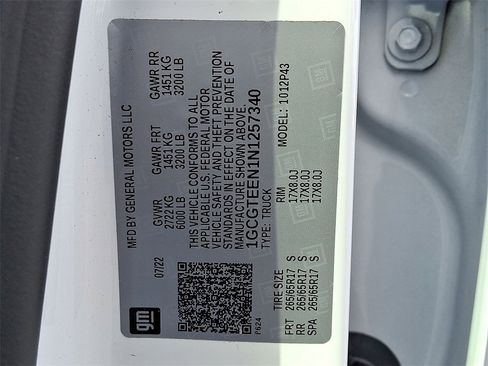 MFD BY GENERAL MOTORS LLC
07/22
GVWR GAWR FRT GAWR RR
2722 KG 1451 KG 1451 KG
6000 LB 3200 LB 3200 LB
THIS VEHICLE CONFORMS TO ALL
APPLICABLE U.S. FEDERAL MOTOR
VEHICLE SAFETY AND THEFT PREVENTION
STANDARDS IN EFFECT ON THE DATE OF
MANUFACTURE SHOWN ABOVE.
1GCGTEEN1N1257340
TYPE: TRUCK MODEL: 1012P43
TIRE SIZE RIM
FRT 265/65R17 S 17X8.0J
RR 265/65R17 S 17X8.0J
SPA 265/65R17 S 17X8.0J
P624
gm